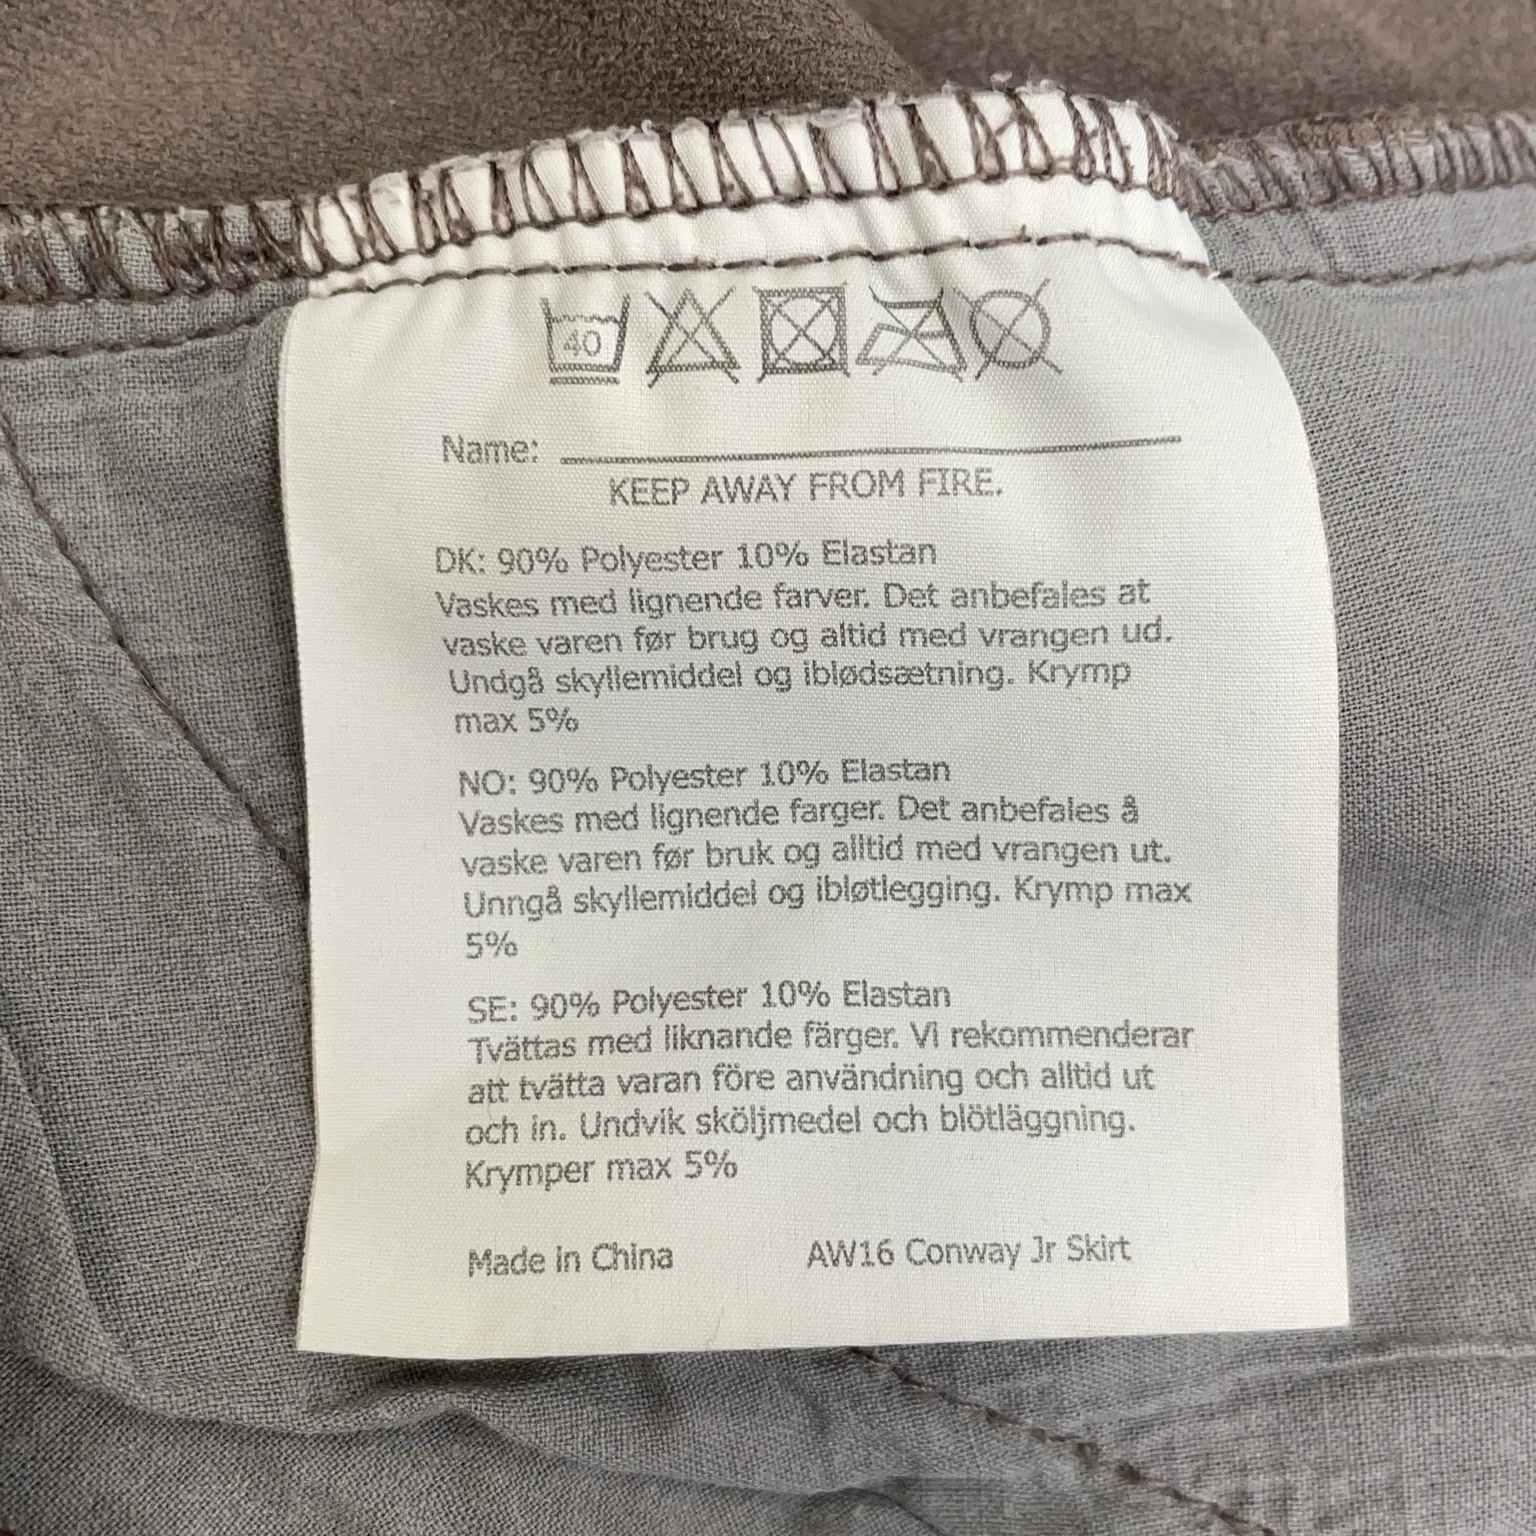 40
Name:
KEEP AWAY FROM FIRE.
DK: 90% Polyester 10% Elastan
Vaskes med lignende farver. Det anbefales at
vaske varen før brug og altid med vrangen ud.
Undgå skyllemiddel og iblødsætning. Krymp
max 5%
NO: 90% Polyester 10% Elastan
Vaskes med lignende farger. Det anbefales å
vaske varen før bruk og alltid med vrangen ut.
Unngå skyllemiddel og ibløtlegging. Krymp max
5%
SE: 90% Polyester 10% Elastan
Tvättas med liknande färger. Vi rekommenderar
att tvätta varan före användning och alltid ut
och in. Undvik sköljmedel och blötläggning.
Krymper max 5%
Made in China AW16 Conway Jr Skirt